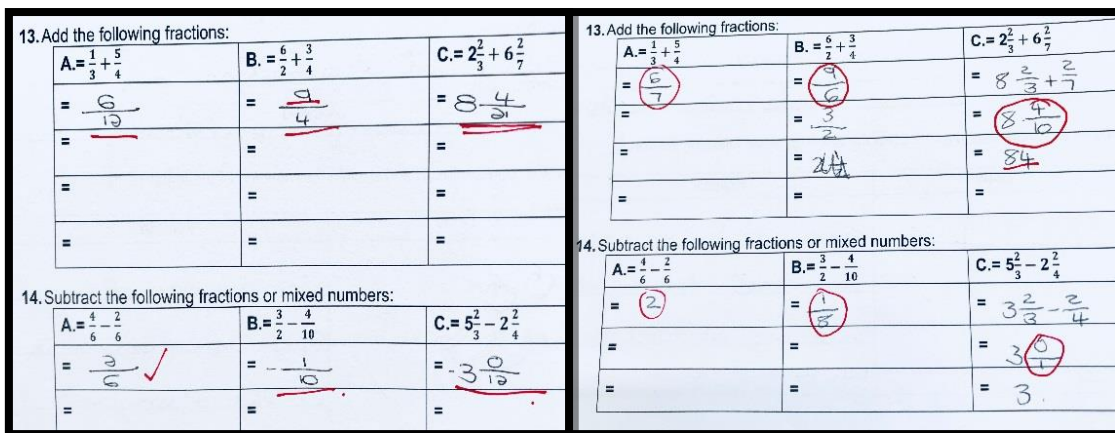 13. Add the following fractions:
A.= 1/3 + 5/4
B. = 6/2 + 3/4
C.= 2 2/3 + 6 2/7
= 6/12
= 9/4
= 8 4/21
=
=
=
=
=
=
=
=
=
14. Subtract the following fractions or mixed numbers:
A.= 4/6 - 2/6
B.= 3/2 - 4/10
C.= 5 2/3 - 2 2/4
= 2/6 ✓
= - 1/10
= - 3 0/12
=
=
=
13. Add the following fractions:
A.= 1/3 + 5/4
B. = 6/2 + 3/4
C.= 2 2/3 + 6 2/7
= 6/7
= 9/6
= 8 2/3 + 2/7
=
= 3/2
= 8 4/10
=
=
= 84
=
=
=
14. Subtract the following fractions or mixed numbers:
A.= 4/6 - 2/6
B.= 3/2 - 4/10
C.= 5 2/3 - 2 2/4
= 2
= 1/8
= 3 2/3 - 2/4
=
=
= 3 0/1
=
=
= 3.